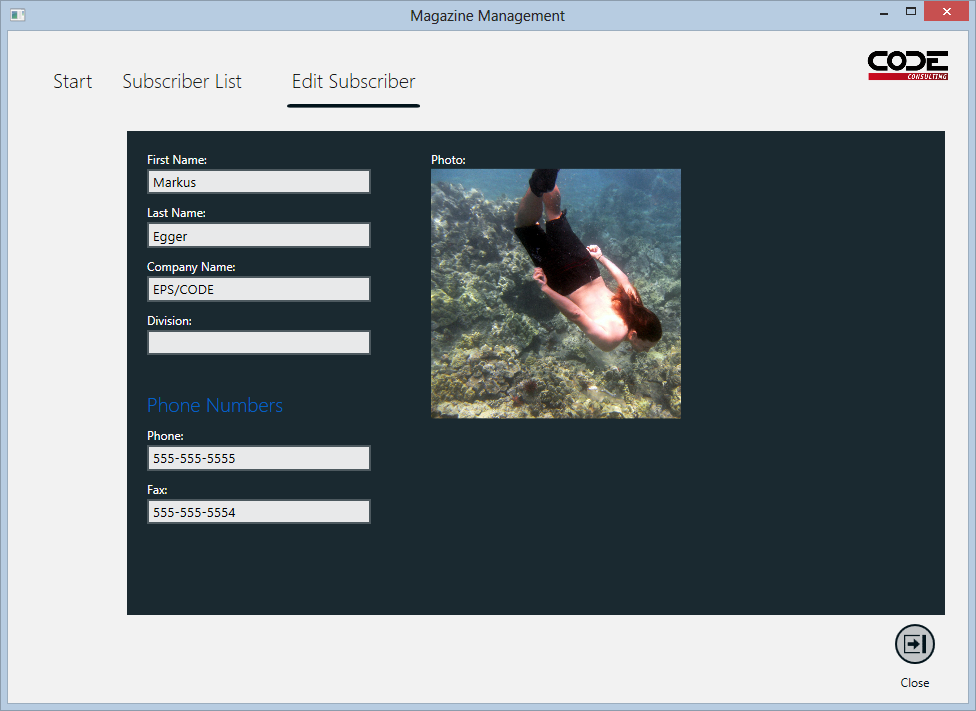 Magazine Management
CODE
CONSULTING
Start Subscriber List Edit Subscriber
First Name:
Markus
Last Name:
Egger
Company Name:
EPS/CODE
Division:
Phone Numbers
Phone:
555-555-5555
Fax:
555-555-5554
Photo:
Close